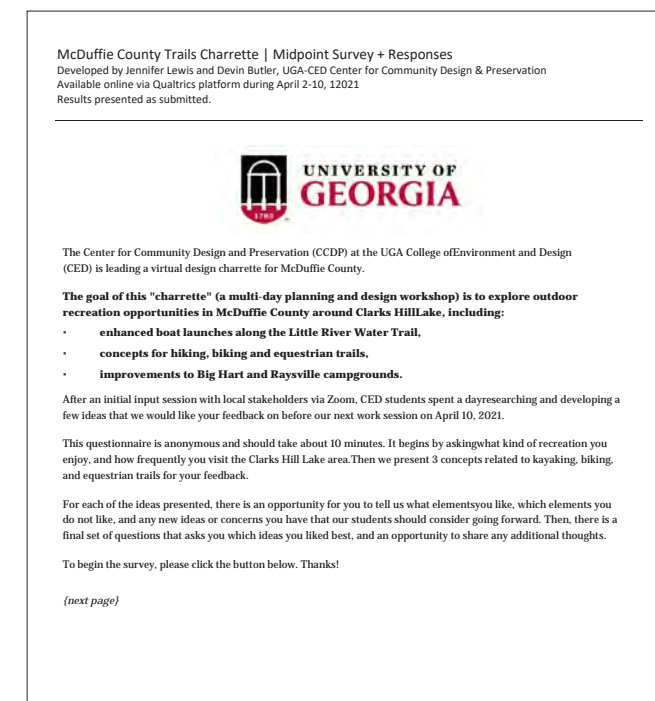 McDuffie County Trails Charrette | Midpoint Survey + Responses
Developed by Jennifer Lewis and Devin Butler, UGA-CED Center for Community Design & Preservation
Available online via Qualtrics platform during April 2-10, 12021
Results presented as submitted.
UNIVERSITY OF
GEORGIA
1785
The Center for Community Design and Preservation (CCDP) at the UGA College ofEnvironment and Design
(CED) is leading a virtual design charrette for McDuffie County.
The goal of this "charrette" (a multi-day planning and design workshop) is to explore outdoor
recreation opportunities in McDuffie County around Clarks HillLake, including:
▪ enhanced boat launches along the Little River Water Trail,
▪ concepts for hiking, biking and equestrian trails,
▪ improvements to Big Hart and Raysville campgrounds.
After an initial input session with local stakeholders via Zoom, CED students spent a dayresearching and developing a
few ideas that we would like your feedback on before our next work session on April 10, 2021.
This questionnaire is anonymous and should take about 10 minutes. It begins by askingwhat kind of recreation you
enjoy, and how frequently you visit the Clarks Hill Lake area.Then we present 3 concepts related to kayaking, biking,
and equestrian trails for your feedback.
For each of the ideas presented, there is an opportunity for you to tell us what elementsyou like, which elements you
do not like, and any new ideas or concerns you have that our students should consider going forward. Then, there is a
final set of questions that asks you which ideas you liked best, and an opportunity to share any additional thoughts.
To begin the survey, please click the button below. Thanks!
{next page}